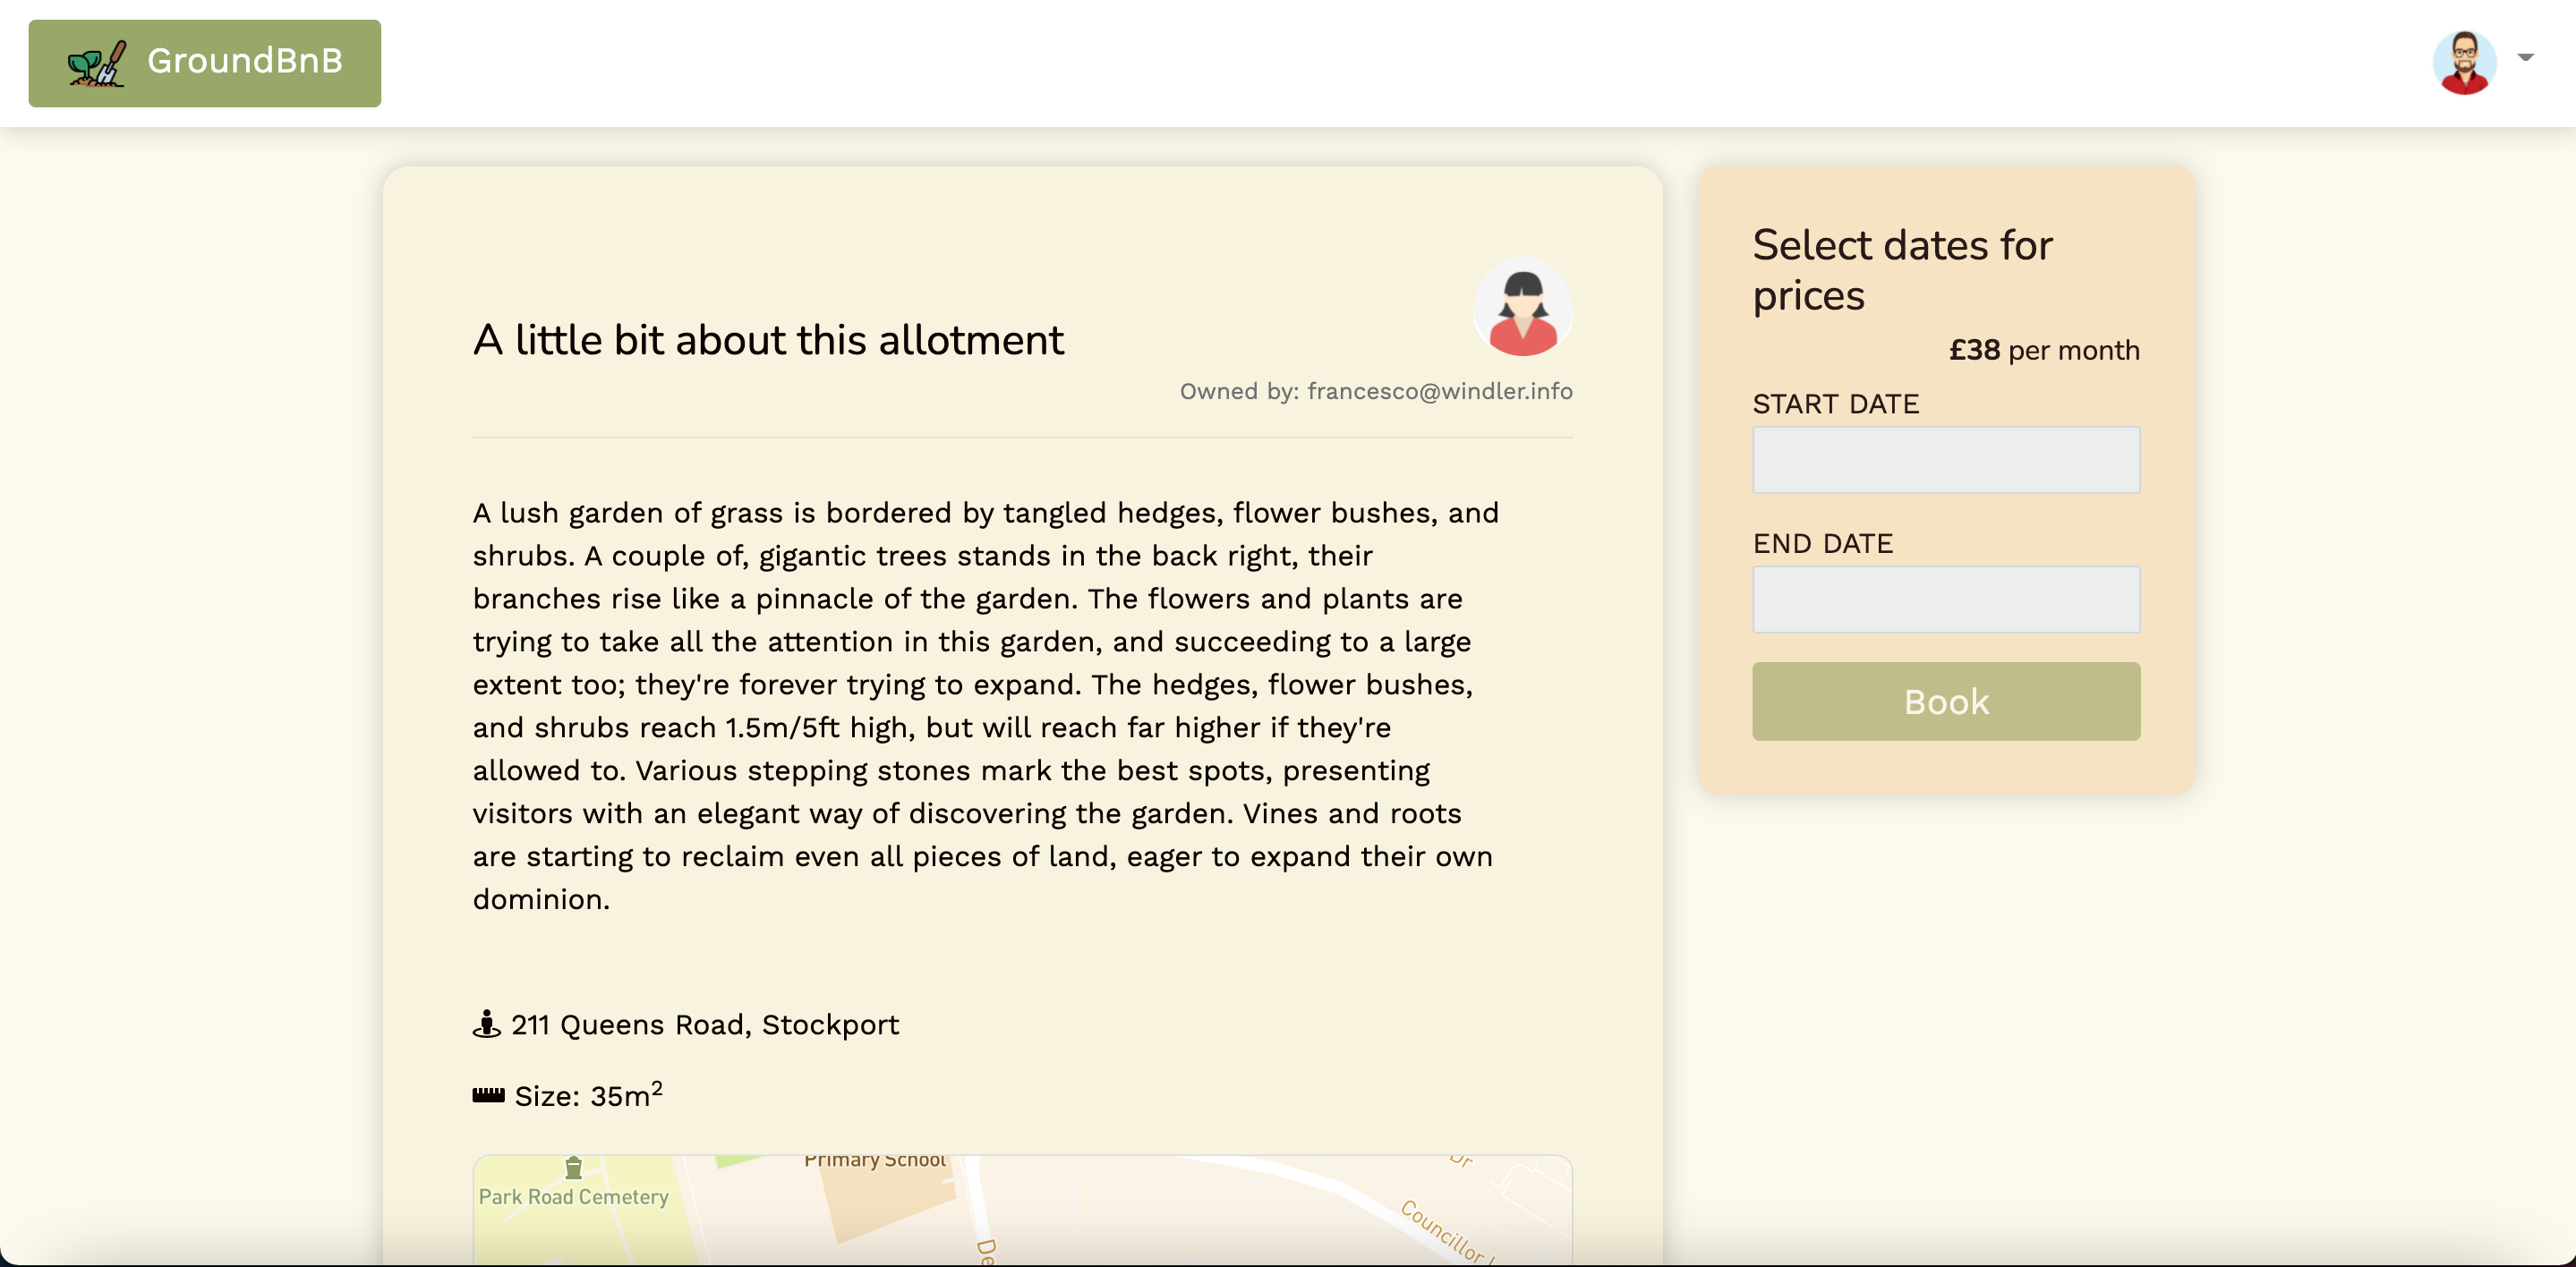 GroundBnB
A little bit about this allotment
Owned by: francesco@windler.info
A lush garden of grass is bordered by tangled hedges, flower bushes, and
shrubs. A couple of, gigantic trees stands in the back right, their
branches rise like a pinnacle of the garden. The flowers and plants are
trying to take all the attention in this garden, and succeeding to a large
extent too; they're forever trying to expand. The hedges, flower bushes,
and shrubs reach 1.5m/5ft high, but will reach far higher if they're
allowed to. Various stepping stones mark the best spots, presenting
visitors with an elegant way of discovering the garden. Vines and roots
are starting to reclaim even all pieces of land, eager to expand their own
dominion.
211 Queens Road, Stockport
Size: 35m²
Primary School
Park Road Cemetery
Dr
Councillor
Select dates for
prices
£38 per month
START DATE
END DATE
Book